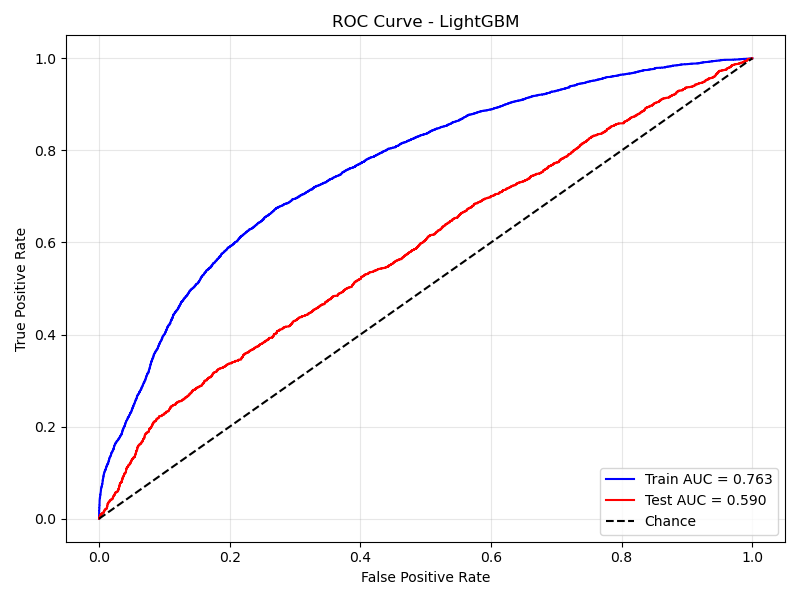 ROC Curve - LightGBM
True Positive Rate
1.0
0.8
0.6
0.4
0.2
0.0
Train AUC = 0.763
Test AUC = 0.590
Chance
0.0 0.2 0.4 0.6 0.8 1.0
False Positive Rate